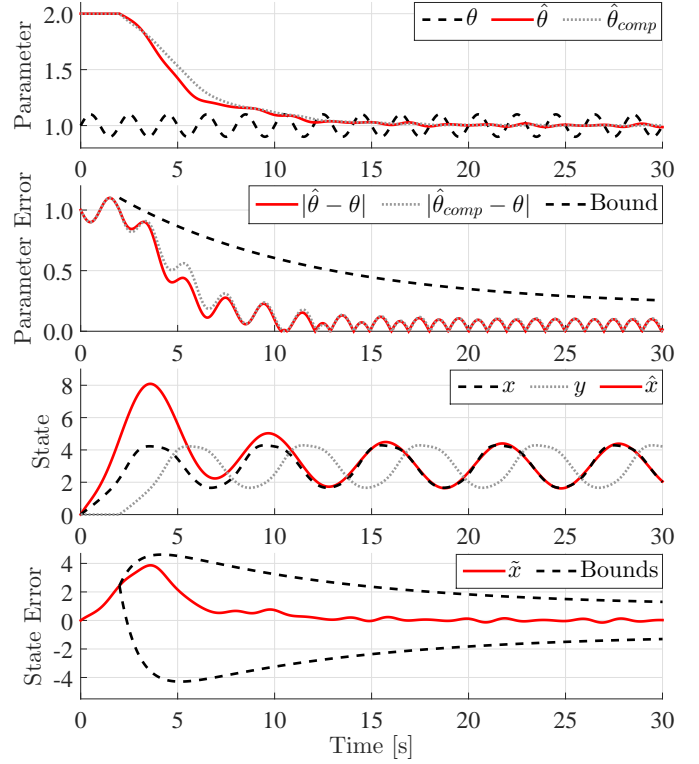 θ θ̂ θ̂_comp
Parameter
2.0
1.5
1.0
0 5 10 15 20 25 30
|θ̂ − θ| |θ̂_comp − θ| Bound
Parameter Error
1.0
0.5
0.0
0 5 10 15 20 25 30
x y x̂
State
8
6
4
2
0
0 5 10 15 20 25 30
x̃ Bounds
State Error
4
2
0
-2
-4
0 5 10 15 20 25 30
Time [s]